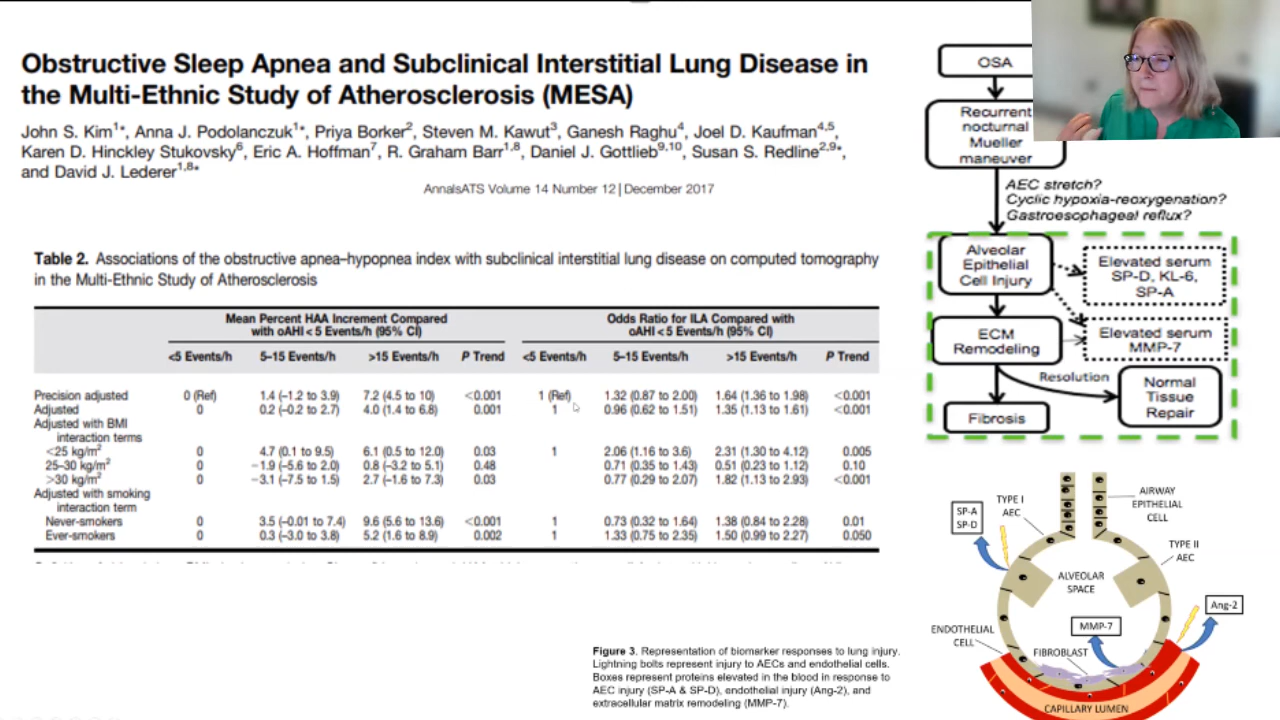 Obstructive Sleep Apnea and Subclinical Interstitial Lung Disease in
the Multi-Ethnic Study of Atherosclerosis (MESA)
John S. Kim1*, Anna J. Podolanczuk1*, Priya Borker2, Steven M. Kawut3, Ganesh Raghu4, Joel D. Kaufman4,5,
Karen D. Hinckley Stukovsky6, Eric A. Hoffman7, R. Graham Barr1,8, Daniel J. Gottlieb9,10, Susan S. Redline2,9*,
and David J. Lederer1,8*
AnnalsATS Volume 14 Number 12 | December 2017
Table 2. Associations of the obstructive apnea–hypopnea index with subclinical interstitial lung disease on computed tomography
in the Multi-Ethnic Study of Atherosclerosis
Mean Percent HAA Increment Compared
with oAHI < 5 Events/h (95% CI)
Odds Ratio for ILA Compared with
oAHI < 5 Events/h (95% CI)
<5 Events/h 5–15 Events/h >15 Events/h P Trend <5 Events/h 5–15 Events/h >15 Events/h P Trend
Precision adjusted 0 (Ref) 1.4 (–1.2 to 3.9) 7.2 (4.5 to 10) <0.001 1 (Ref) 1.32 (0.87 to 2.00) 1.64 (1.36 to 1.98) <0.001
Adjusted 0 0.2 (–0.2 to 2.7) 4.0 (1.4 to 6.8) 0.001 1 0.96 (0.62 to 1.51) 1.35 (1.13 to 1.61) <0.001
Adjusted with BMI
interaction terms
<25 kg/m2 0 4.7 (0.1 to 9.5) 6.1 (0.5 to 12.0) 0.03 1 2.06 (1.16 to 3.6) 2.31 (1.30 to 4.12) 0.005
25–30 kg/m2 0 −1.9 (–5.6 to 2.0) 0.8 (–3.2 to 5.1) 0.48 0.71 (0.35 to 1.43) 0.51 (0.23 to 1.12) 0.10
>30 kg/m2 0 −3.1 (–7.5 to 1.5) 2.7 (–1.6 to 7.3) 0.03 0.77 (0.29 to 2.07) 1.82 (1.13 to 2.93) <0.001
Adjusted with smoking
interaction term
Never-smokers 0 3.5 (–0.01 to 7.4) 9.6 (5.6 to 13.6) <0.001 1 0.73 (0.32 to 1.64) 1.38 (0.84 to 2.28) 0.01
Ever-smokers 0 0.3 (–3.0 to 3.8) 5.2 (1.6 to 8.9) 0.002 1 1.33 (0.75 to 2.35) 1.50 (0.99 to 2.27) 0.050
OSA
Recurrent
nocturnal
Mueller
maneuver
AEC stretch?
Cyclic hypoxia-reoxygenation?
Gastroesophageal reflux?
Alveolar
Epithelial
Cell Injury
Elevated serum
SP-D, KL-6,
SP-A
ECM
Remodeling
Elevated serum
MMP-7
Resolution
Normal
Tissue
Repair
Fibrosis
SP-A
SP-D
TYPE I
AEC
AIRWAY
EPITHELIAL
CELL
TYPE II
AEC
ALVEOLAR
SPACE
Ang-2
MMP-7
ENDOTHELIAL
CELL
FIBROBLAST
CAPILLARY LUMEN
Figure 3. Representation of biomarker responses to lung injury.
Lightning bolts represent injury to AECs and endothelial cells.
Boxes represent proteins elevated in the blood in response to
AEC injury (SP-A & SP-D), endothelial injury (Ang-2), and
extracellular matrix remodeling (MMP-7).